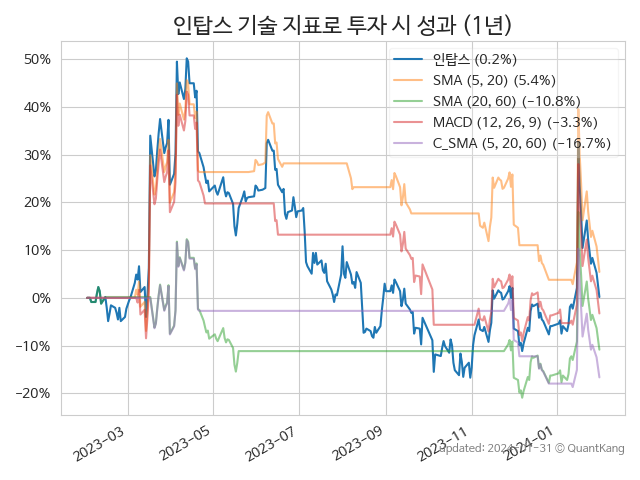 인탑스 기술 지표로 투자 시 성과 (1년)
50%
40%
30%
20%
10%
0%
−10%
−20%
인탑스 (0.2%)
SMA (5, 20) (5.4%)
SMA (20, 60) (−10.8%)
MACD (12, 26, 9) (−3.3%)
C_SMA (5, 20, 60) (−16.7%)
2023-03
2023-05
2023-07
2023-09
2023-11
2024-01
updated: 2024-01-31 © QuantKang